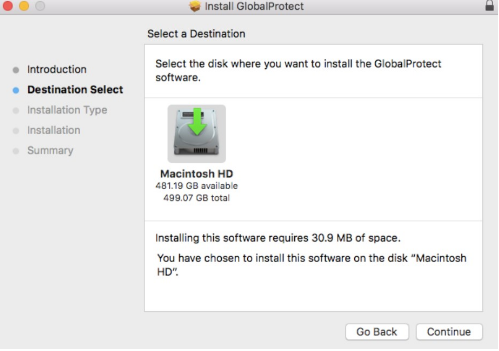 Install GlobalProtect
Select a Destination
Introduction
Destination Select
Installation Type
Installation
Summary
Select the disk where you want to install the GlobalProtect
software.
Macintosh HD
481.19 GB available
499.07 GB total
Installing this software requires 30.9 MB of space.
You have chosen to install this software on the disk “Macintosh
HD”.
Go Back
Continue